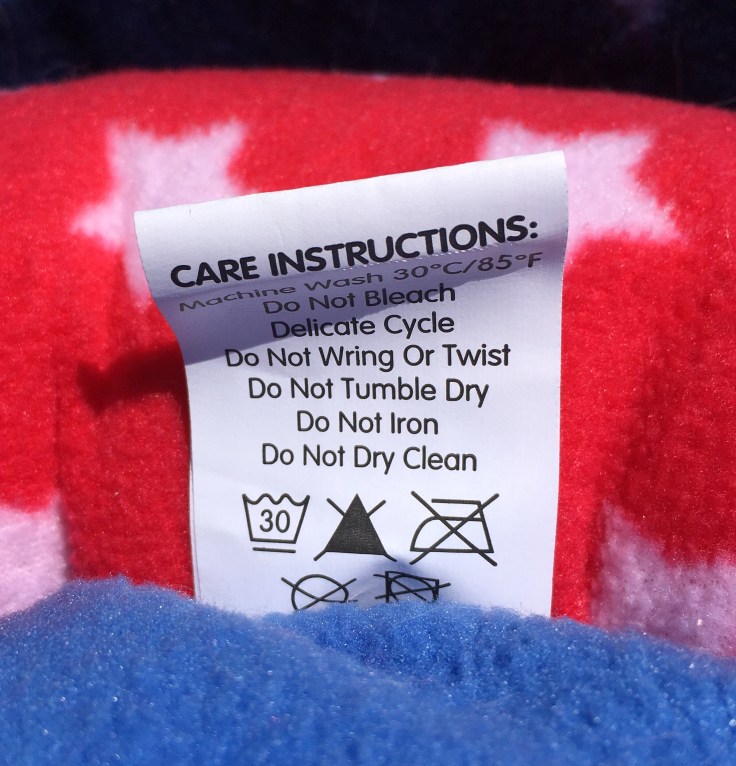 CARE INSTRUCTIONS:
Machine Wash 30°C/85°F
Do Not Bleach
Delicate Cycle
Do Not Wring Or Twist
Do Not Tumble Dry
Do Not Iron
Do Not Dry Clean
30